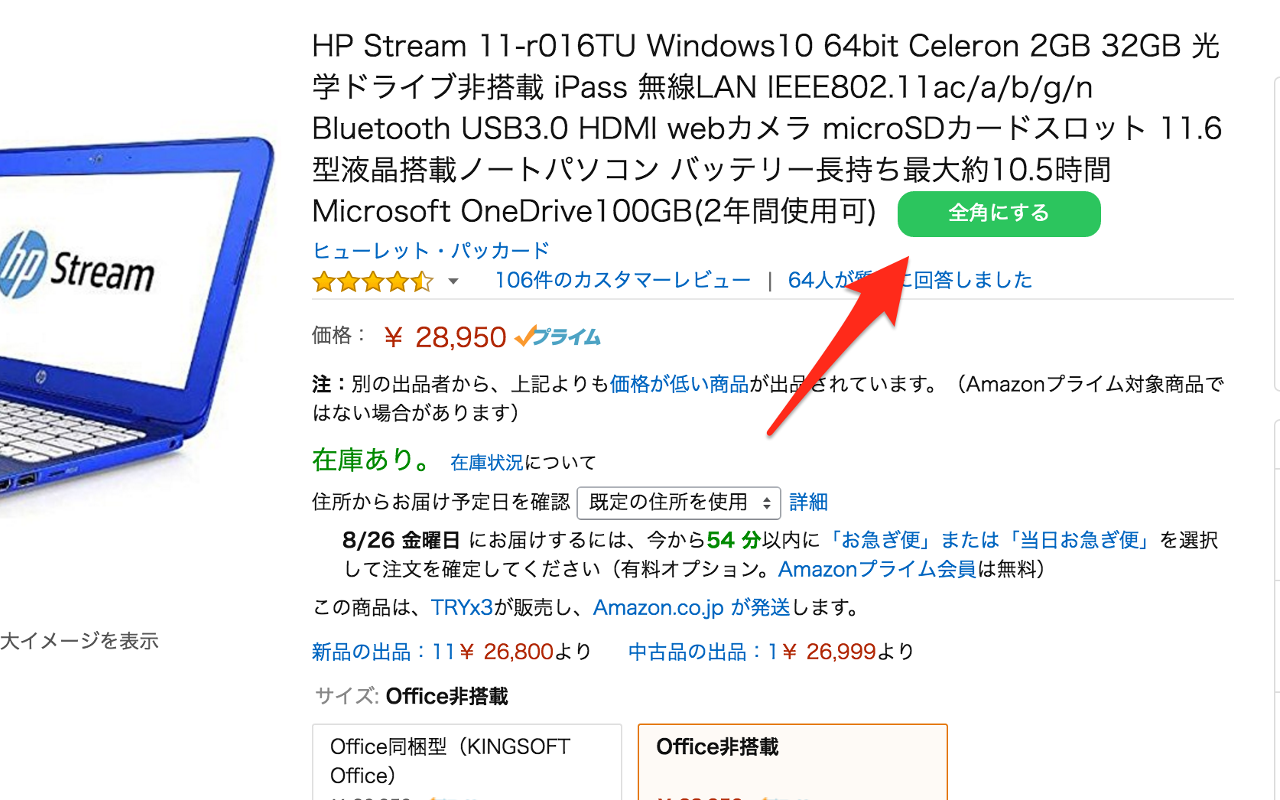 HP Stream 11-r016TU Windows10 64bit Celeron 2GB 32GB 光
学ドライブ非搭載 iPass 無線LAN IEEE802.11ac/a/b/g/n
Bluetooth USB3.0 HDMI webカメラ microSDカードスロット 11.6
型液晶搭載ノートパソコン バッテリー長持ち最大約10.5時間
Microsoft OneDrive100GB(2年間使用可) 全角にする
ヒューレット・パッカード
106件のカスタマーレビュー | 64人が に回答しました
hp Stream
価格： ￥ 28,950 プライム
注：別の出品者から、上記よりも価格が低い商品が出品されています。（Amazonプライム対象商品で
はない場合があります）
在庫あり。 在庫状況について
住所からお届け予定日を確認 既定の住所を使用 詳細
8/26 金曜日 にお届けするには、今から54 分以内に「お急ぎ便」または「当日お急ぎ便」を選択
して注文を確定してください（有料オプション。Amazonプライム会員は無料）
この商品は、TRYx3が販売し、Amazon.co.jp が発送します。
大イメージを表示
新品の出品：11￥ 26,800より 中古品の出品：1￥ 26,999より
サイズ: Office非搭載
Office同梱型（KINGSOFT
Office）
Office非搭載